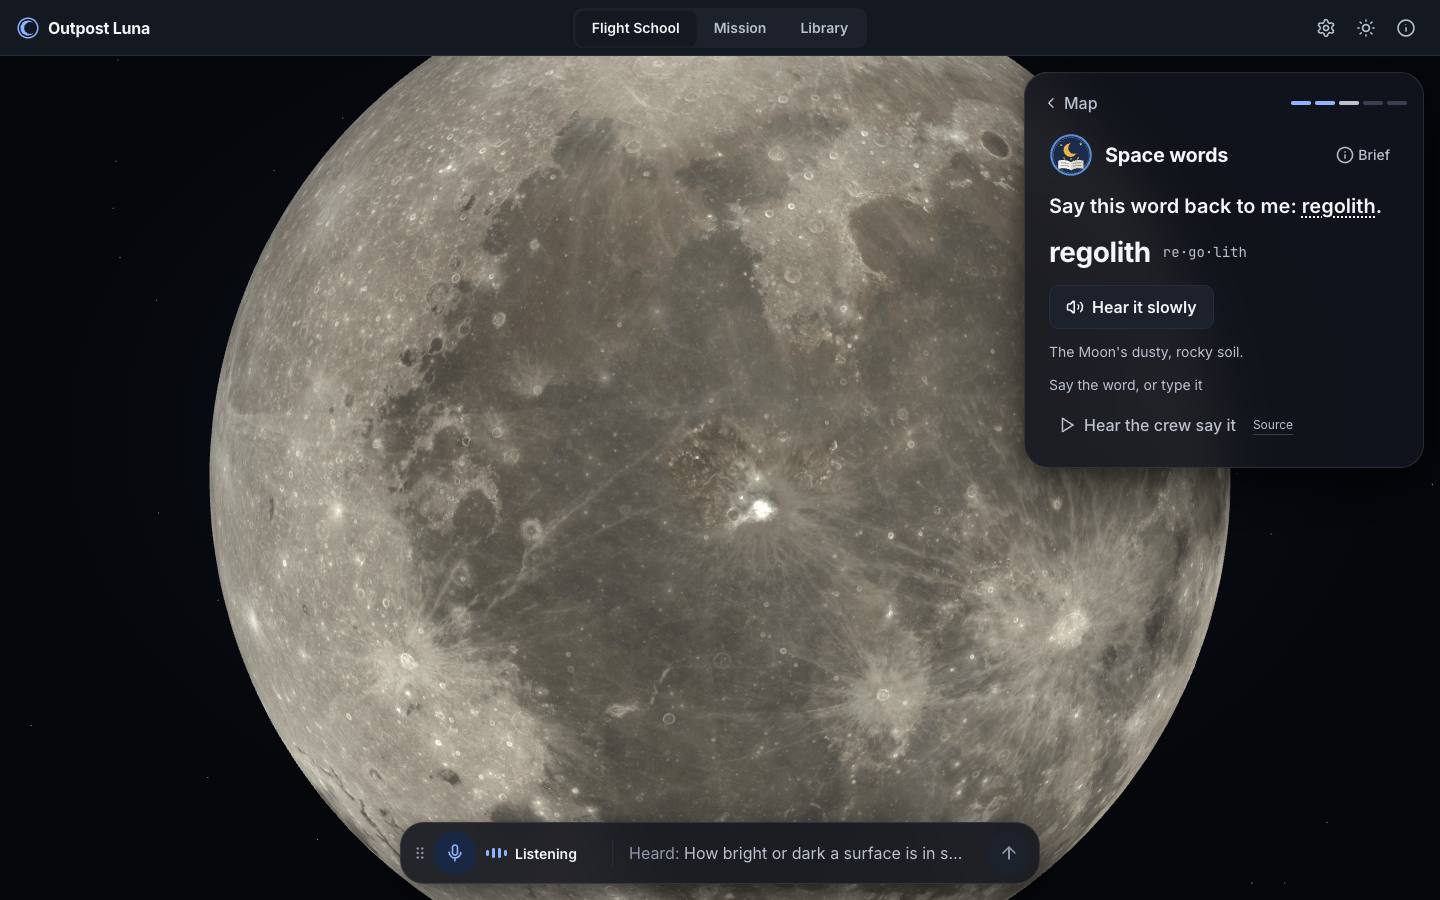 Outpost Luna
Flight School
Mission
Library
Map
Space words
Brief
Say this word back to me: regolith.
regolith re·go·lith
Hear it slowly
The Moon's dusty, rocky soil.
Say the word, or type it
Hear the crew say it
Source
Listening
Heard: How bright or dark a surface is in s...